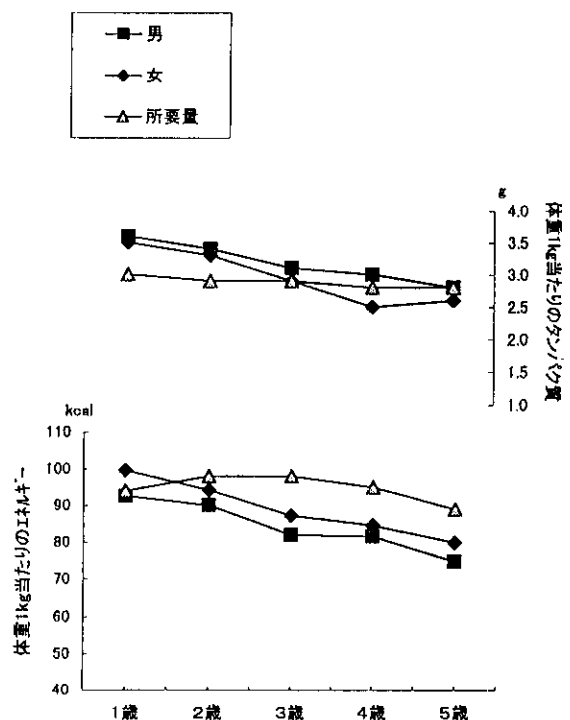 男
女
所要量
g
4.0
3.5
3.0
2.5
2.0
1.5
1.0
体重1kg当たりのタンパク質
kcal
110
100
90
80
70
60
50
40
体重1kg当たりのエネルギー
1歳 2歳 3歳 4歳 5歳